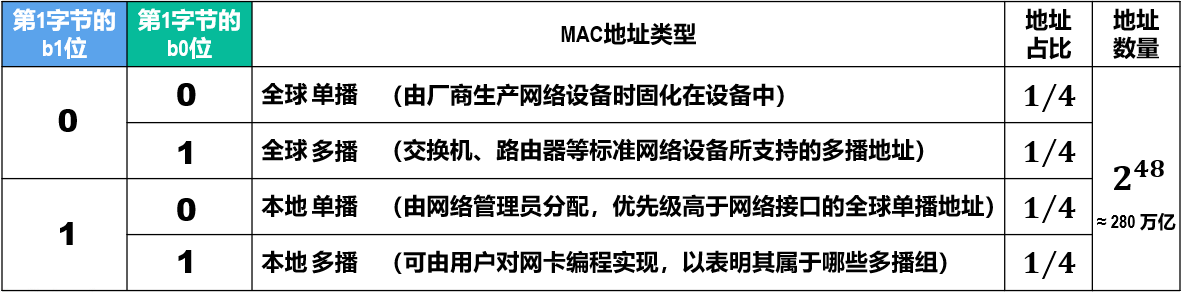 第1字节的 b1位 第1字节的 b0位 MAC地址类型 地址 占比 地址 数量
0 0 全球 单播 （由厂商生产网络设备时固化在设备中） 1/4
1 全球 多播 （交换机、路由器等标准网络设备所支持的多播地址） 1/4
1 0 本地 单播 （由网络管理员分配，优先级高于网络接口的全球单播地址） 1/4
1 本地 多播 （可由用户对网卡编程实现，以表明其属于哪些多播组） 1/4
2⁴⁸
≈ 280 万亿